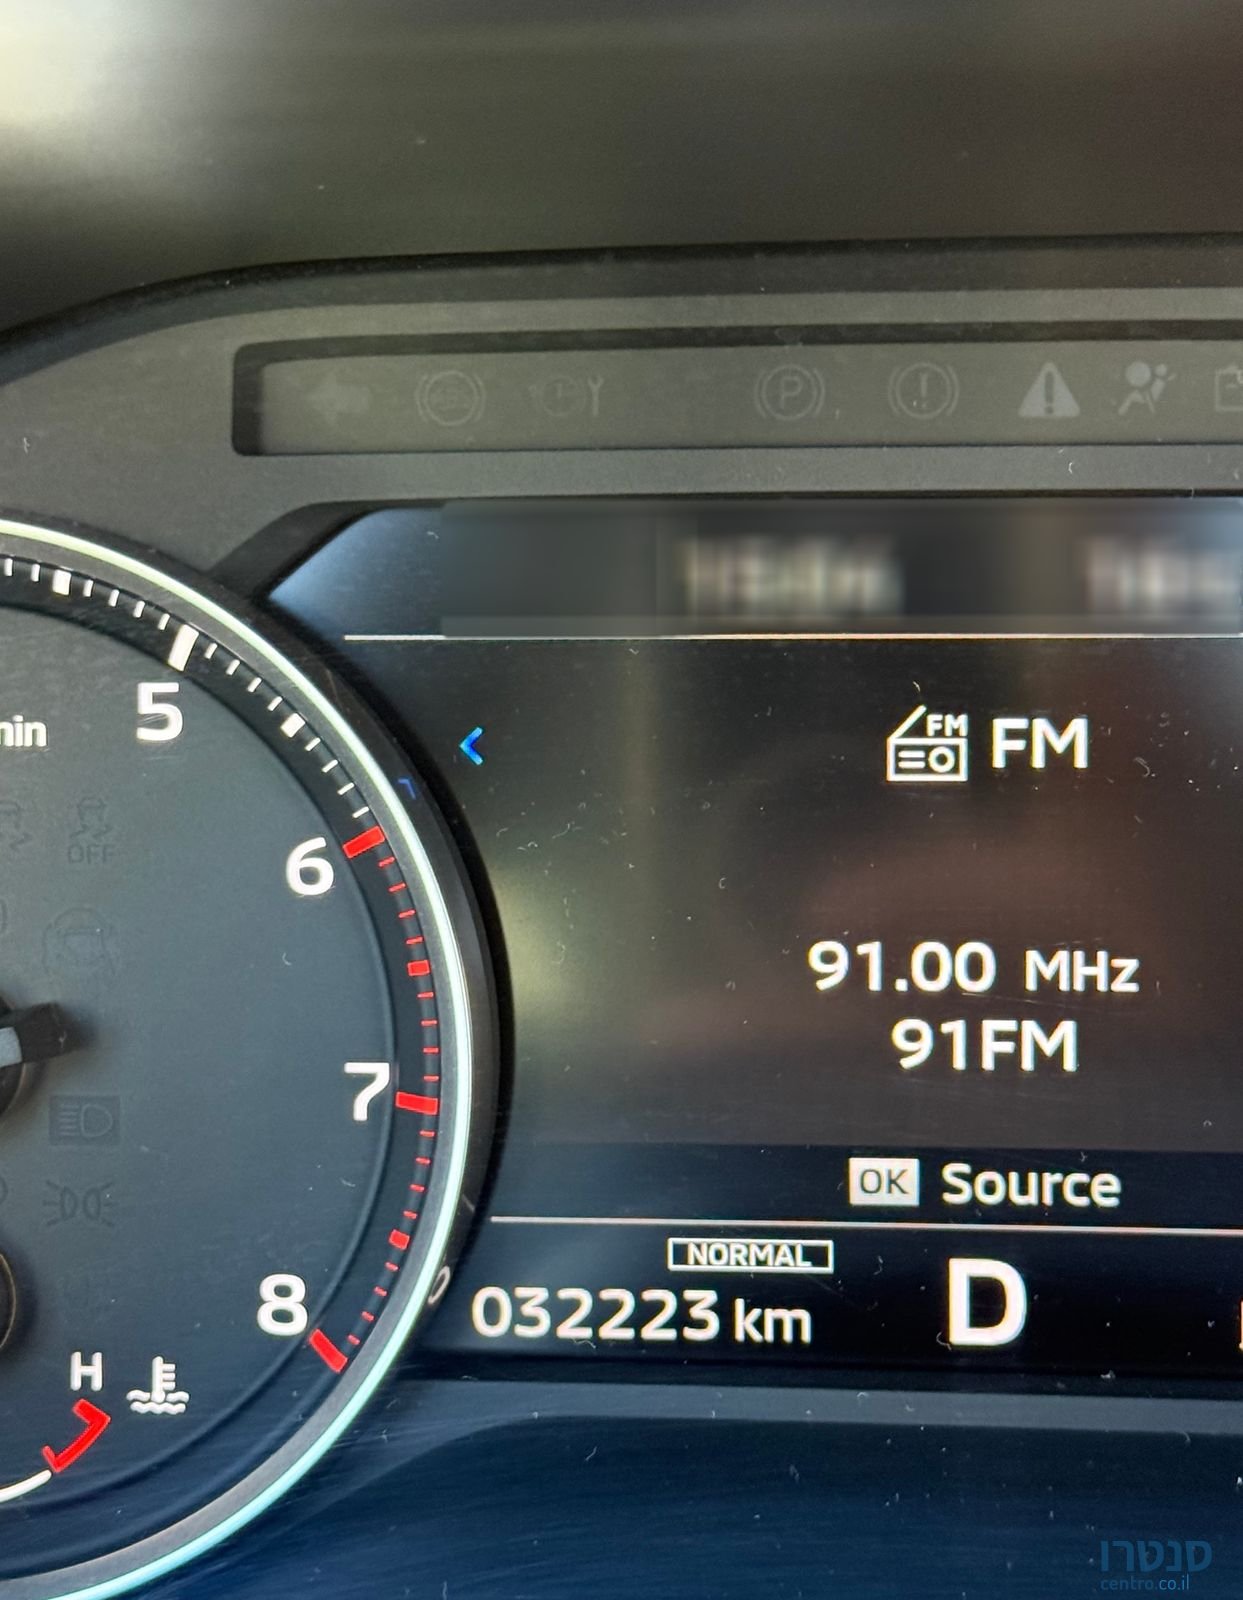 5
min
OFF
6
7
8
H
P
FM FM
91.00 MHz
91FM
OK Source
NORMAL
032223 km D
סנטרו
centro.co.il